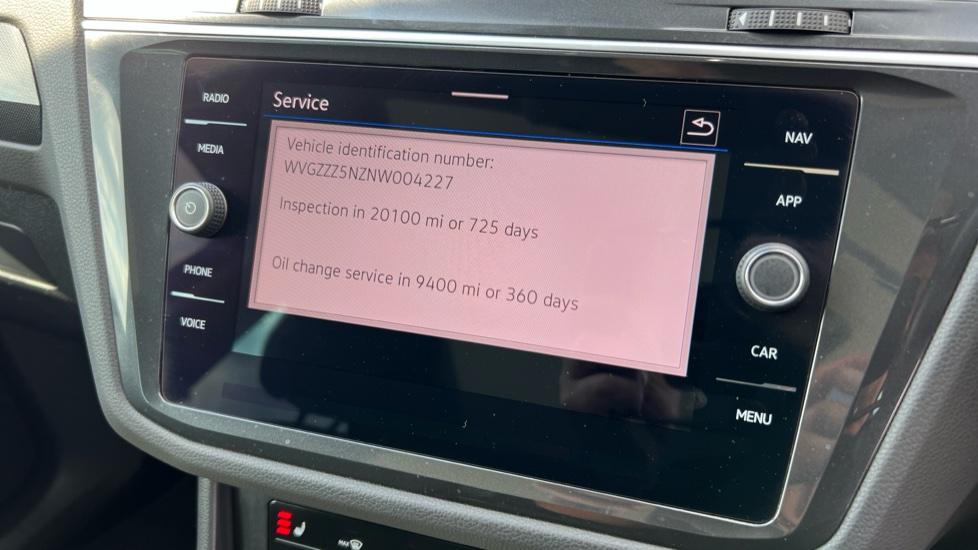 RADIO
MEDIA
PHONE
VOICE
Service
Vehicle identification number:
WVGZZZ5NZNW004227
Inspection in 20100 mi or 725 days
Oil change service in 9400 mi or 360 days
NAV
APP
CAR
MENU
MAX